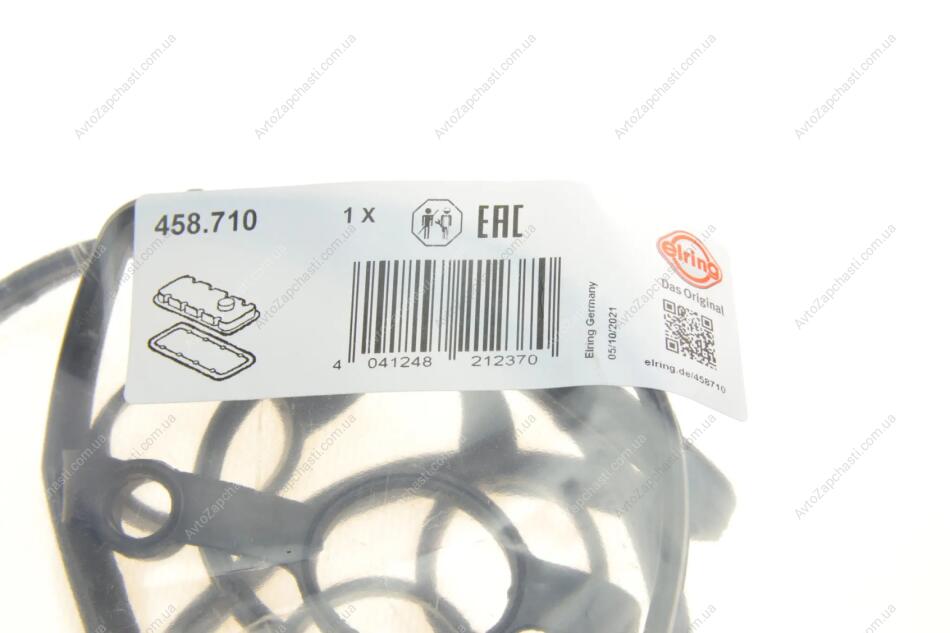 458.710
1 X
EAC
elring
Das Original
elring.de/458710
Elring Germany
05/10/2021
4 041248 212370
AvtoZapchasti.com.ua